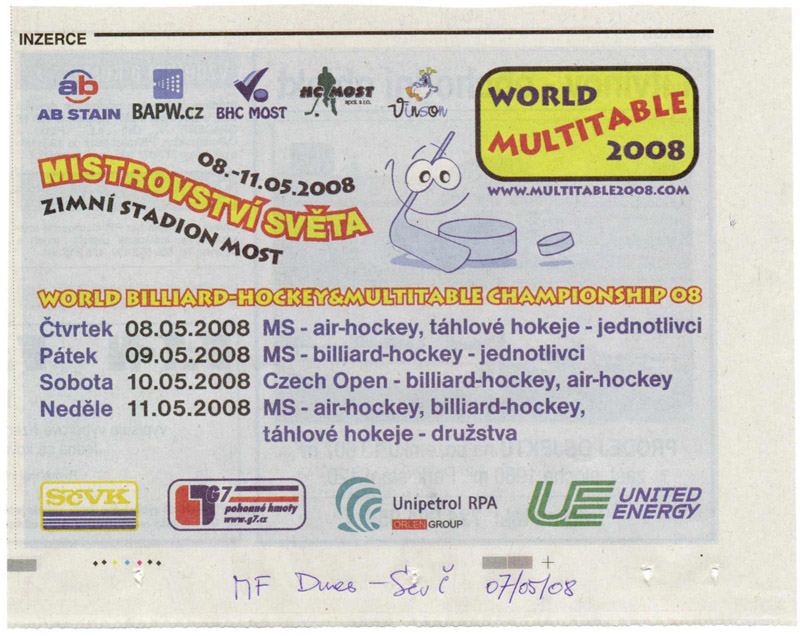 INZERCE
ab
AB STAIN
BAPW.cz
BHC MOST
HC MOST
spol. s r.o.
Vinson
WORLD
MULTITABLE
2008
WWW.MULTITABLE2008.COM
08.-11.05.2008
MISTROVSTVÍ SVĚTA
ZIMNÍ STADION MOST
WORLD BILLIARD-HOCKEY&MULTITABLE CHAMPIONSHIP 08
Čtvrtek 08.05.2008 MS - air-hockey, táhlové hokeje - jednotlivci
Pátek 09.05.2008 MS - billiard-hockey - jednotlivci
Sobota 10.05.2008 Czech Open - billiard-hockey, air-hockey
Neděle 11.05.2008 MS - air-hockey, billiard-hockey,
táhlové hokeje - družstva
SčVK
G7
pohonné hmoty
www.g7.cz
Unipetrol RPA
ORLEN GROUP
UE UNITED
ENERGY
MF Dnes - Sev č 07/05/08